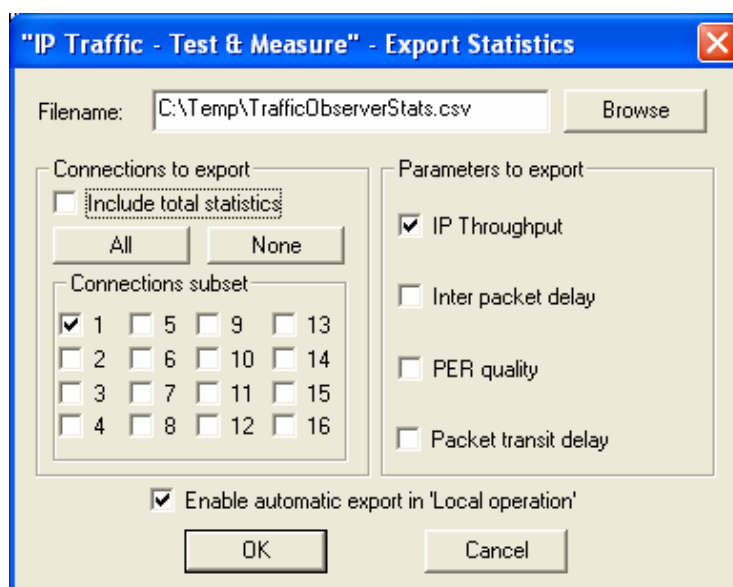 "IP Traffic - Test & Measure" - Export Statistics
Filename: C:\Temp\TrafficObserverStats.csv Browse
Connections to export
Include total statistics
All None
Connections subset
1 5 9 13
2 6 10 14
3 7 11 15
4 8 12 16
Parameters to export
IP Throughput
Inter packet delay
PER quality
Packet transit delay
Enable automatic export in 'Local operation'
OK Cancel